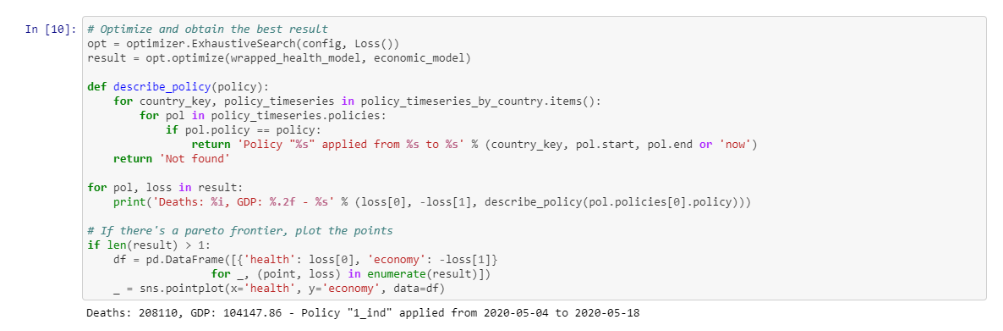 In [10]: # Optimize and obtain the best result
opt = optimizer.ExhaustiveSearch(config, Loss())
result = opt.optimize(wrapped_health_model, economic_model)
def describe_policy(policy):
    for country_key, policy_timeseries in policy_timeseries_by_country.items():
        for pol in policy_timeseries.policies:
            if pol.policy == policy:
                return 'Policy "%s" applied from %s to %s' % (country_key, pol.start, pol.end or 'now')
    return 'Not found'
for pol, loss in result:
    print('Deaths: %i, GDP: %.2f - %s' % (loss[0], -loss[1], describe_policy(pol.policies[0].policy)))
# If there's a pareto frontier, plot the points
if len(result) > 1:
    df = pd.DataFrame([{'health': loss[0], 'economy': -loss[1]}
                   for _, (point, loss) in enumerate(result)])
    _ = sns.pointplot(x='health', y='economy', data=df)
Deaths: 208110, GDP: 104147.86 - Policy "1_ind" applied from 2020-05-04 to 2020-05-18